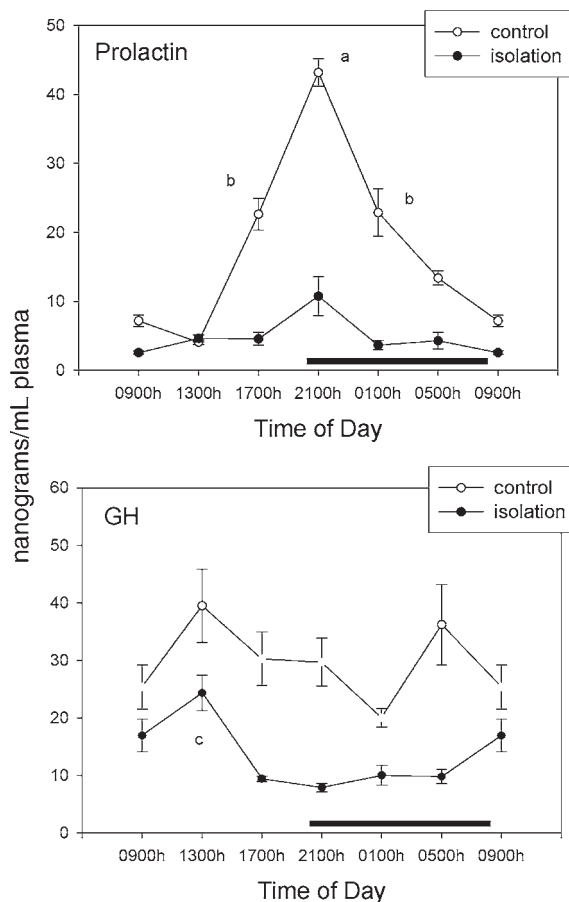 50
control
isolation
Prolactin
a
40
30
b
b
20
10
0
0900h 1300h 1700h 2100h 0100h 0500h 0900h
Time of Day
nanograms/mL plasma
60
control
isolation
GH
50
40
30
20
c
10
0
0900h 1300h 1700h 2100h 0100h 0500h 0900h
Time of Day